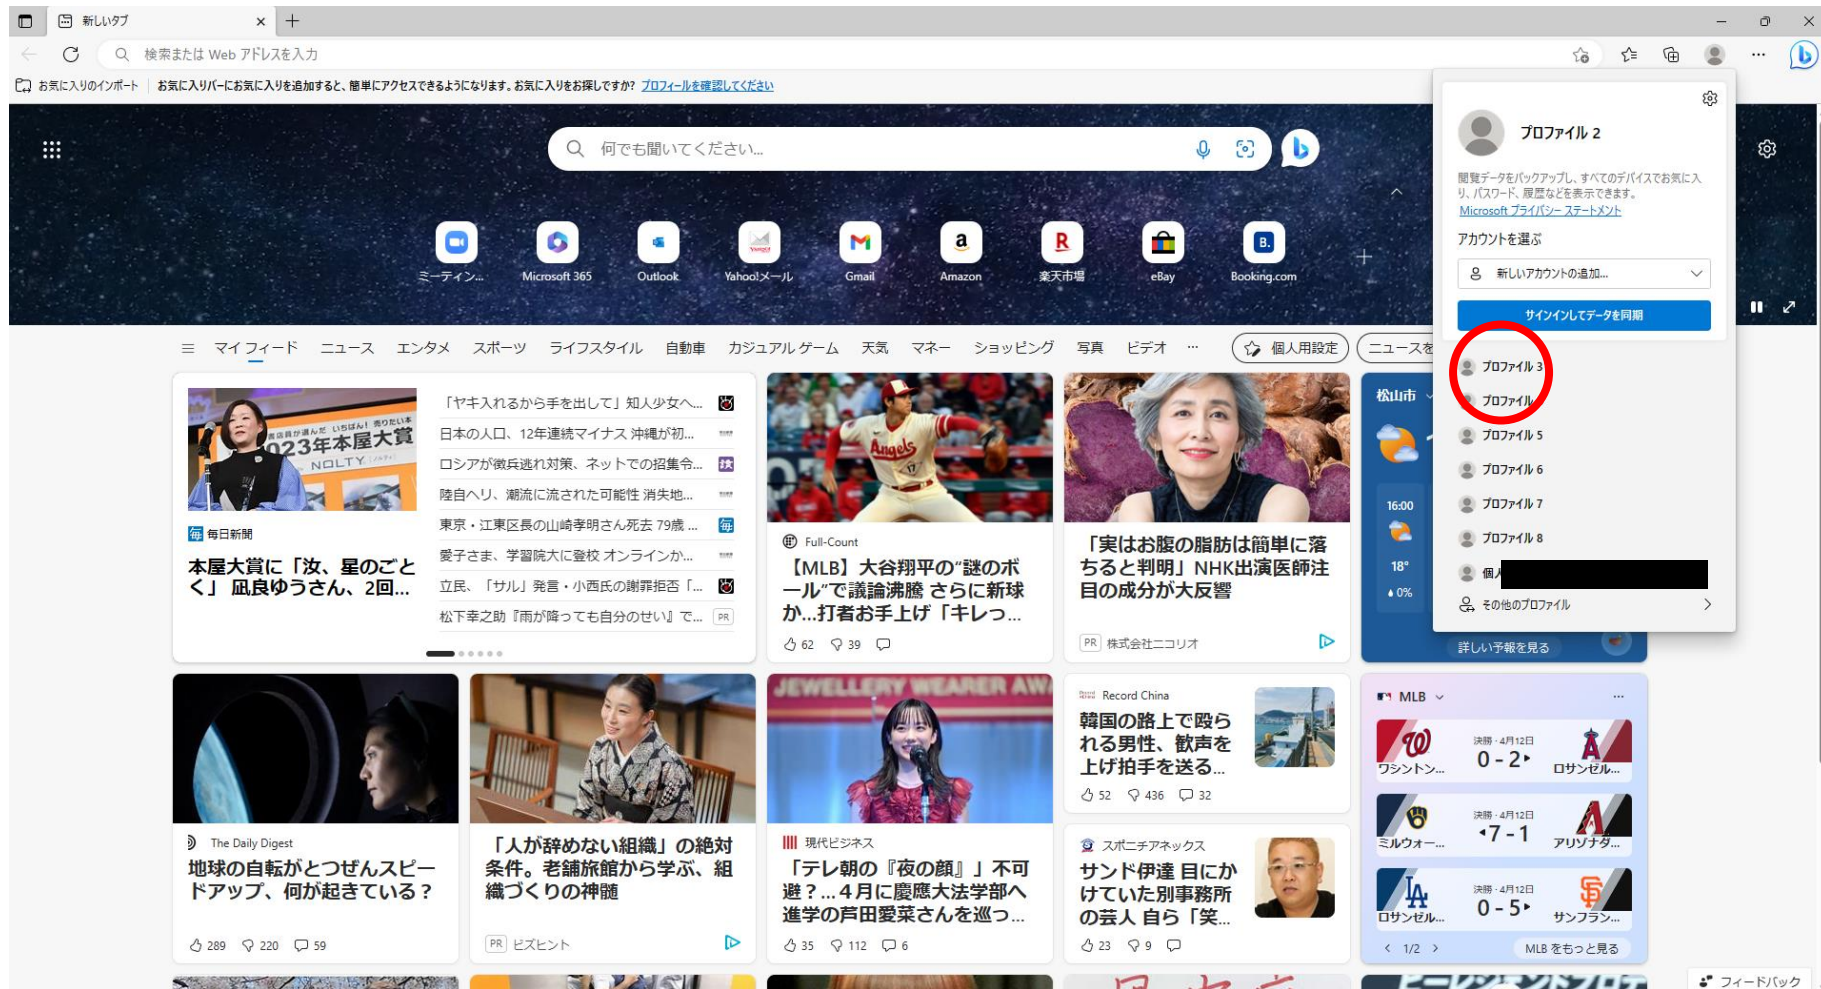 新しいタブ
検索または Web アドレスを入力
お気に入りのインポート
お気に入りバーにお気に入りを追加すると、簡単にアクセスできるようになります。お気に入りをお探しですか? プロフィールを確認してください
何でも聞いてください...
ミーティン...
Microsoft 365
Outlook
Yahoo!メール
Gmail
Amazon
楽天市場
eBay
Booking.com
プロファイル 2
閲覧データをバックアップし、すべてのデバイスでお気に入
り、パスワード、履歴などを表示できます。
Microsoft プライバシー ステートメント
アカウントを選ぶ
新しいアカウントの追加...
サインインしてデータを同期
プロファイル 3
プロファイル
プロファイル 5
プロファイル 6
プロファイル 7
プロファイル 8
個人
その他のプロファイル
マイ フィード ニュース エンタメ スポーツ ライフスタイル 自動車 カジュアル ゲーム 天気 マネー ショッピング 写真 ビデオ ... 個人用設定 ニュースを
023年本屋大賞
NOLTY
毎日新聞
本屋大賞に「汝、星のごと
く」 凪良ゆうさん、2回...
「ヤキ入れるから手を出して」知人少女へ...
日本の人口、12年連続マイナス 沖縄が初...
ロシアが徴兵逃れ対策、ネットでの招集令...
陸自ヘリ、潮流に流された可能性 消失地...
東京・江東区長の山崎孝明さん死去 79歳 ...
愛子さま、学習院大に登校 オンラインか...
立民、「サル」発言・小西氏の謝罪拒否「...
松下幸之助『雨が降っても自分のせい』で... PR
Angels
17
Full-Count
【MLB】大谷翔平の“謎のボ
ール”で議論沸騰 さらに新球
か...打者お手上げ「キレっ...
62 39
「実はお腹の脂肪は簡単に落
ちると判明」NHK出演医師注
目の成分が大反響
PR 株式会社ニコリオ
松山市
16:00
18°
0%
詳しい予報を見る
The Daily Digest
地球の自転がとつぜんスピー
ドアップ、何が起きている？
289 220 59
「人が辞めない組織」の絶対
条件。老舗旅館から学ぶ、組
織づくりの神髄
PR ビズヒント
JEWELLERY WEARER AW
現代ビジネス
「テレ朝の『夜の顔』」不可
避？...４月に慶應大法学部へ
進学の芦田愛菜さんを巡っ...
35 112 6
Record China
韓国の路上で殴ら
れる男性、歓声を
上げ拍手を送る...
52 436 32
スポニチアネックス
サンド伊達 目にか
けていた別事務所
の芸人 自ら「笑...
23 9
MLB ...
決勝 · 4月12日
ワシントン... 0 - 2 ロサンゼル...
決勝 · 4月12日
ミルウォー... 7 - 1 アリゾナダ...
決勝 · 4月12日
ロサンゼル... 0 - 5 サンフラン...
1/2 MLB をもっと見る
フィードバック